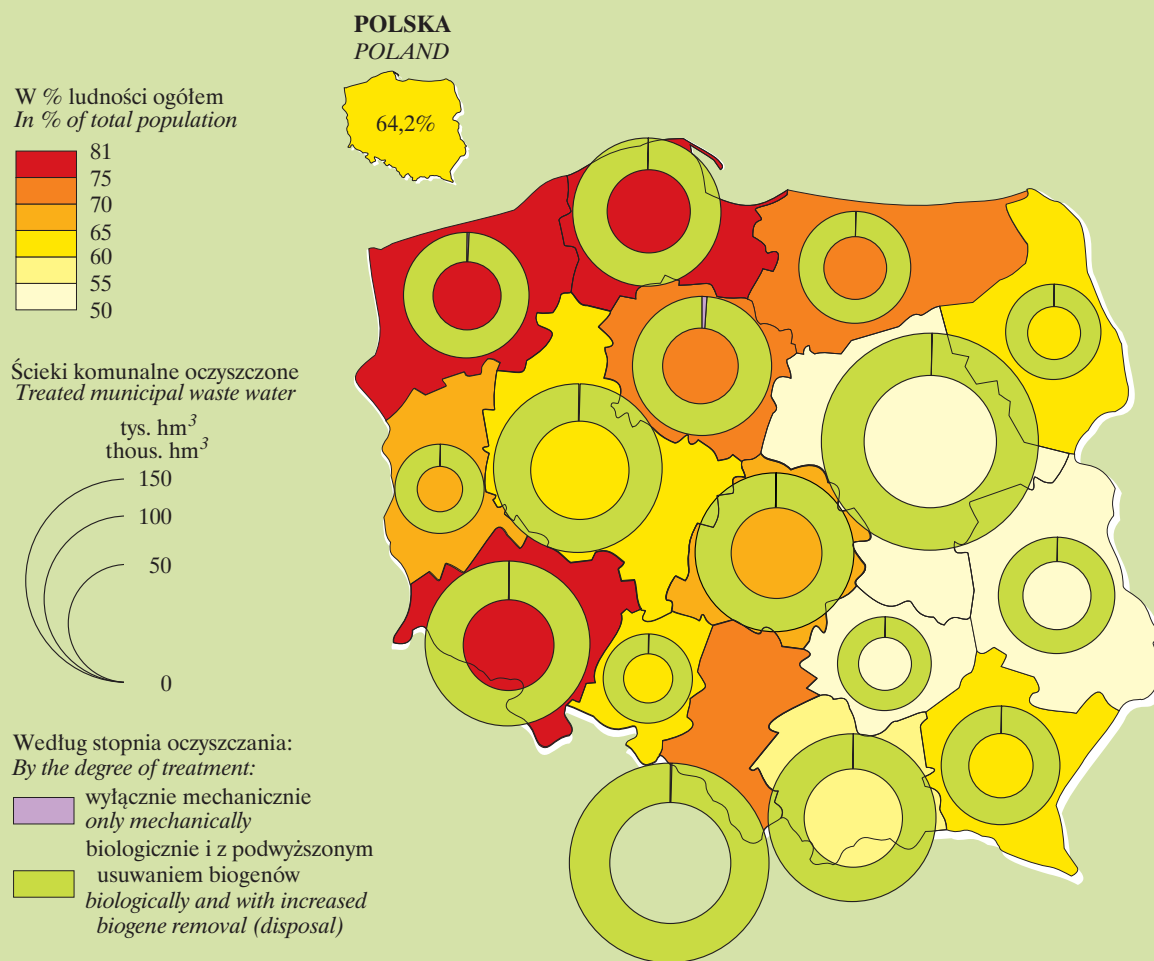 POLSKA
POLAND
64,2%
W % ludności ogółem
In % of total population
81
75
70
65
60
55
50
Ścieki komunalne oczyszczone
Treated municipal waste water
tys. hm³
thous. hm³
150
100
50
0
Według stopnia oczyszczania:
By the degree of treatment:
wyłącznie mechanicznie
only mechanically
biologicznie i z podwyższonym
usuwaniem biogenów
biologically and with increased
biogene removal (disposal)